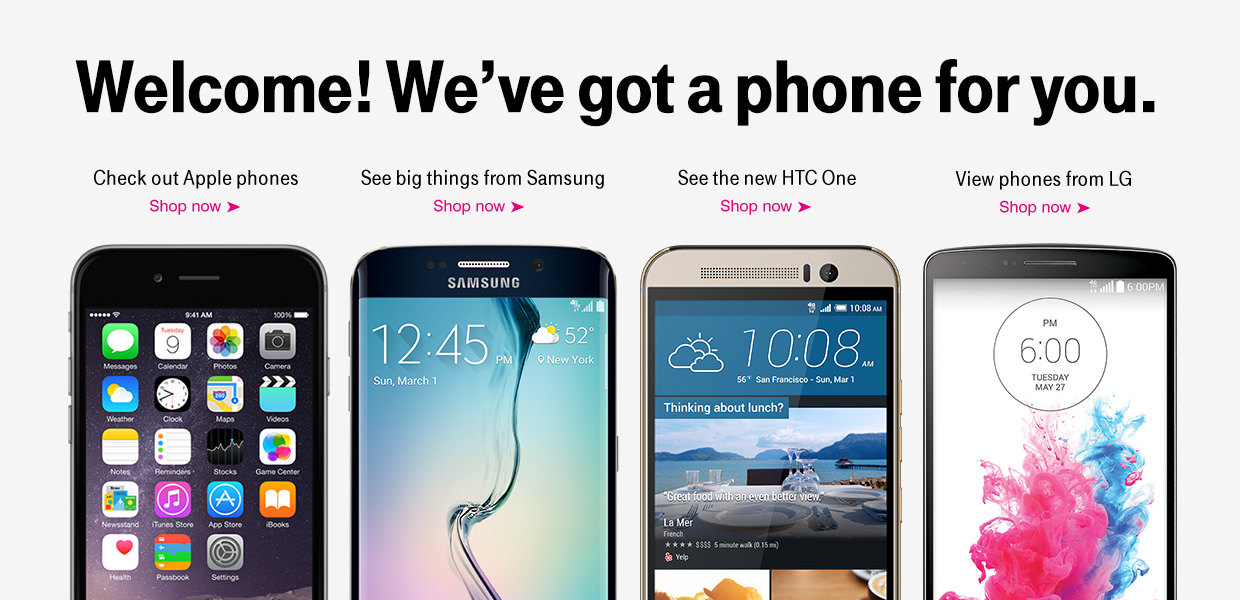 Welcome! We've got a phone for you.
Check out Apple phones
Shop now ➤
See big things from Samsung
Shop now ➤
See the new HTC One
Shop now ➤
View phones from LG
Shop now ➤
9:41 AM 100%
Tuesday
9
Messages Calendar Photos Camera
280
Weather Clock Maps Videos
Notes Reminders Stocks Game Center
Newsstand iTunes Store App Store iBooks
Health Passbook Settings
SAMSUNG
4G
12:45 PM
52°
New York
Sun, March 1
4G 10:08 AM
10:08 AM
56° San Francisco - Sun, Mar 1
Thinking about lunch?
"Great food with an even better view."
La Mer
French
★★★★ $$$$ 5 minute walk (0.15 mi)
Yelp
4G 6:00PM
PM
6:00
TUESDAY
MAY 27